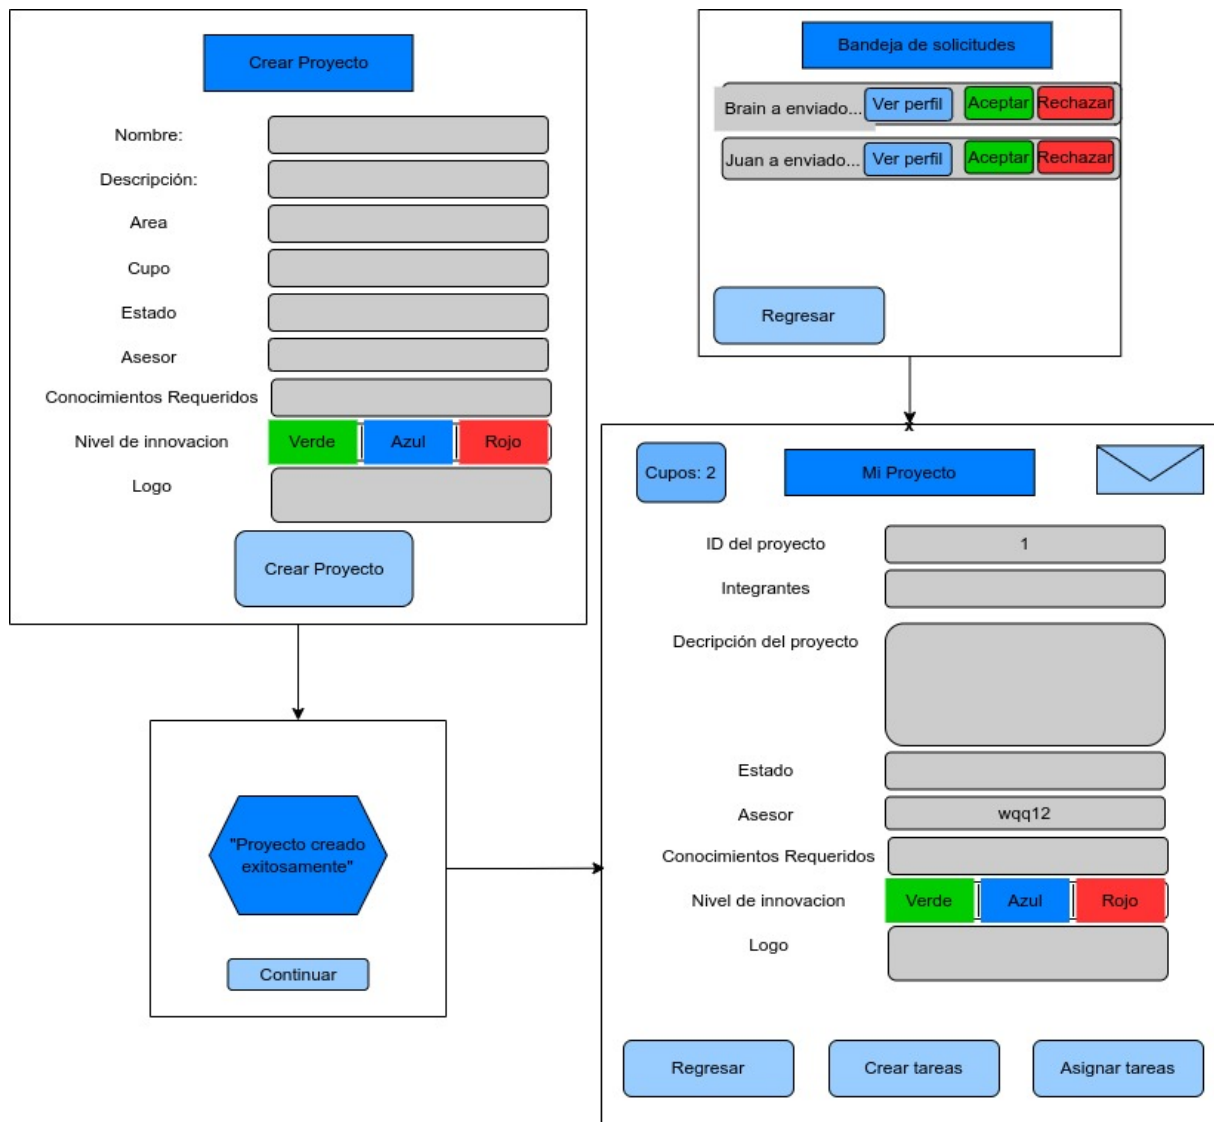 Crear Proyecto
Nombre:
Descripción:
Area
Cupo
Estado
Asesor
Conocimientos Requeridos
Nivel de innovacion Verde Azul Rojo
Logo
Crear Proyecto
Bandeja de solicitudes
Brain a enviado... Ver perfil Aceptar Rechazar
Juan a enviado... Ver perfil Aceptar Rechazar
Regresar
"Proyecto creado
exitosamente"
Continuar
Cupos: 2 Mi Proyecto
ID del proyecto 1
Integrantes
Decripción del proyecto
Estado
Asesor wqq12
Conocimientos Requeridos
Nivel de innovacion Verde Azul Rojo
Logo
Regresar Crear tareas Asignar tareas